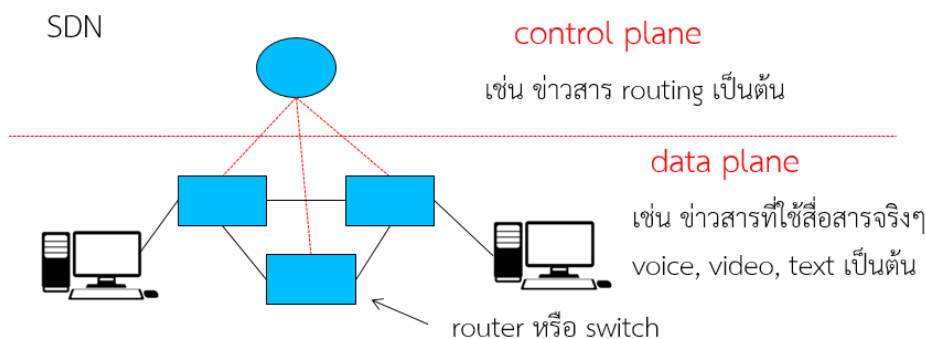 SDN
control plane
เช่น ข่าวสาร routing เป็นต้น
data plane
เช่น ข่าวสารที่ใช้สื่อสารจริงๆ
voice, video, text เป็นต้น
router หรือ switch